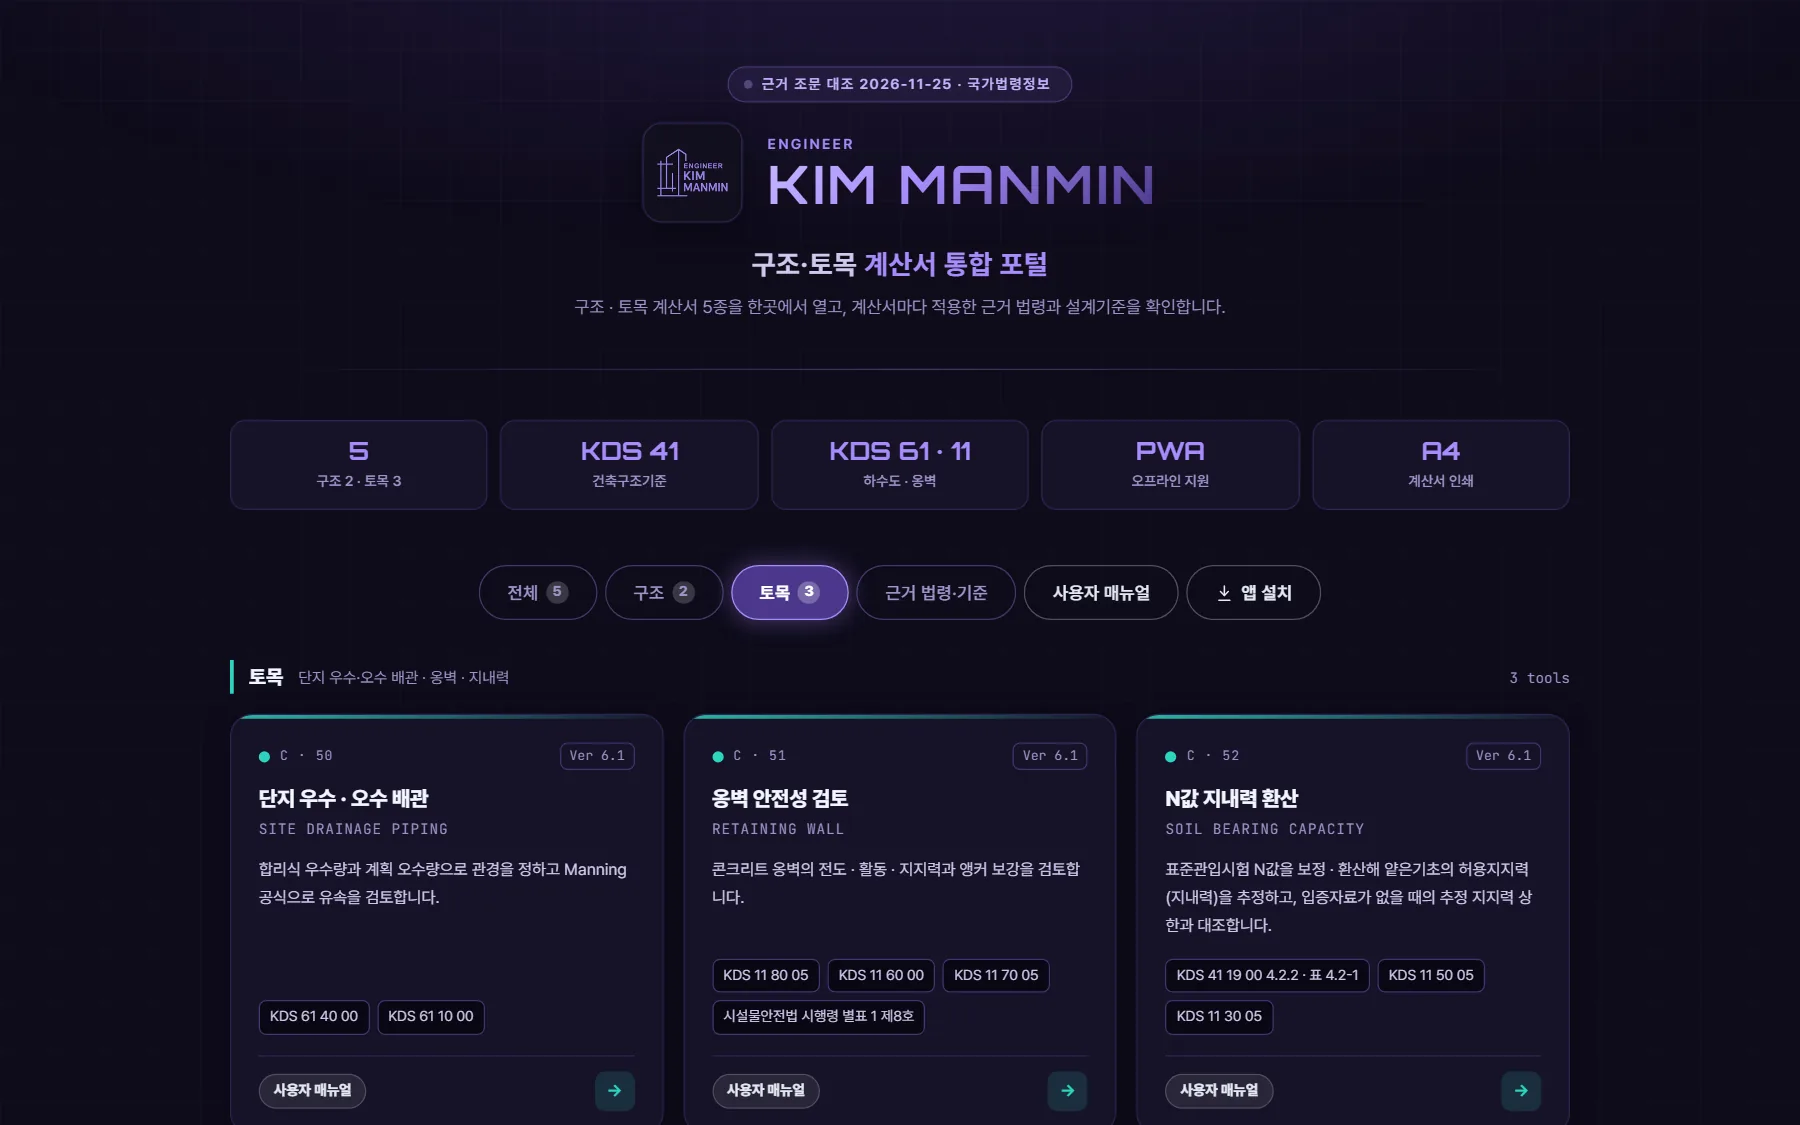 근거 조문 대조 2026-11-25 · 국가법령정보
ENGINEER
KIM
MANMIN
ENGINEER
KIM MANMIN
구조·토목 계산서 통합 포털
구조 · 토목 계산서 5종을 한곳에서 열고, 계산서마다 적용한 근거 법령과 설계기준을 확인합니다.
5
구조 2 · 토목 3
KDS 41
건축구조기준
KDS 61 · 11
하수도 · 옹벽
PWA
오프라인 지원
A4
계산서 인쇄
전체 5
구조 2
토목 3
근거 법령·기준
사용자 매뉴얼
앱 설치
토목 단지 우수·오수 배관 · 옹벽 · 지내력
3 tools
C · 50
Ver 6.1
단지 우수 · 오수 배관
SITE DRAINAGE PIPING
합리식 우수량과 계획 오수량으로 관경을 정하고 Manning
공식으로 유속을 검토합니다.
KDS 61 40 00
KDS 61 10 00
사용자 매뉴얼
C · 51
Ver 6.1
옹벽 안전성 검토
RETAINING WALL
콘크리트 옹벽의 전도 · 활동 · 지지력과 앵커 보강을 검토합
니다.
KDS 11 80 05
KDS 11 60 00
KDS 11 70 05
시설물안전법 시행령 별표 1 제8호
사용자 매뉴얼
C · 52
Ver 6.1
N값 지내력 환산
SOIL BEARING CAPACITY
표준관입시험 N값을 보정 · 환산해 얕은기초의 허용지지력
(지내력)을 추정하고, 입증자료가 없을 때의 추정 지지력 상
한과 대조합니다.
KDS 41 19 00 4.2.2 · 표 4.2-1
KDS 11 50 05
KDS 11 30 05
사용자 매뉴얼